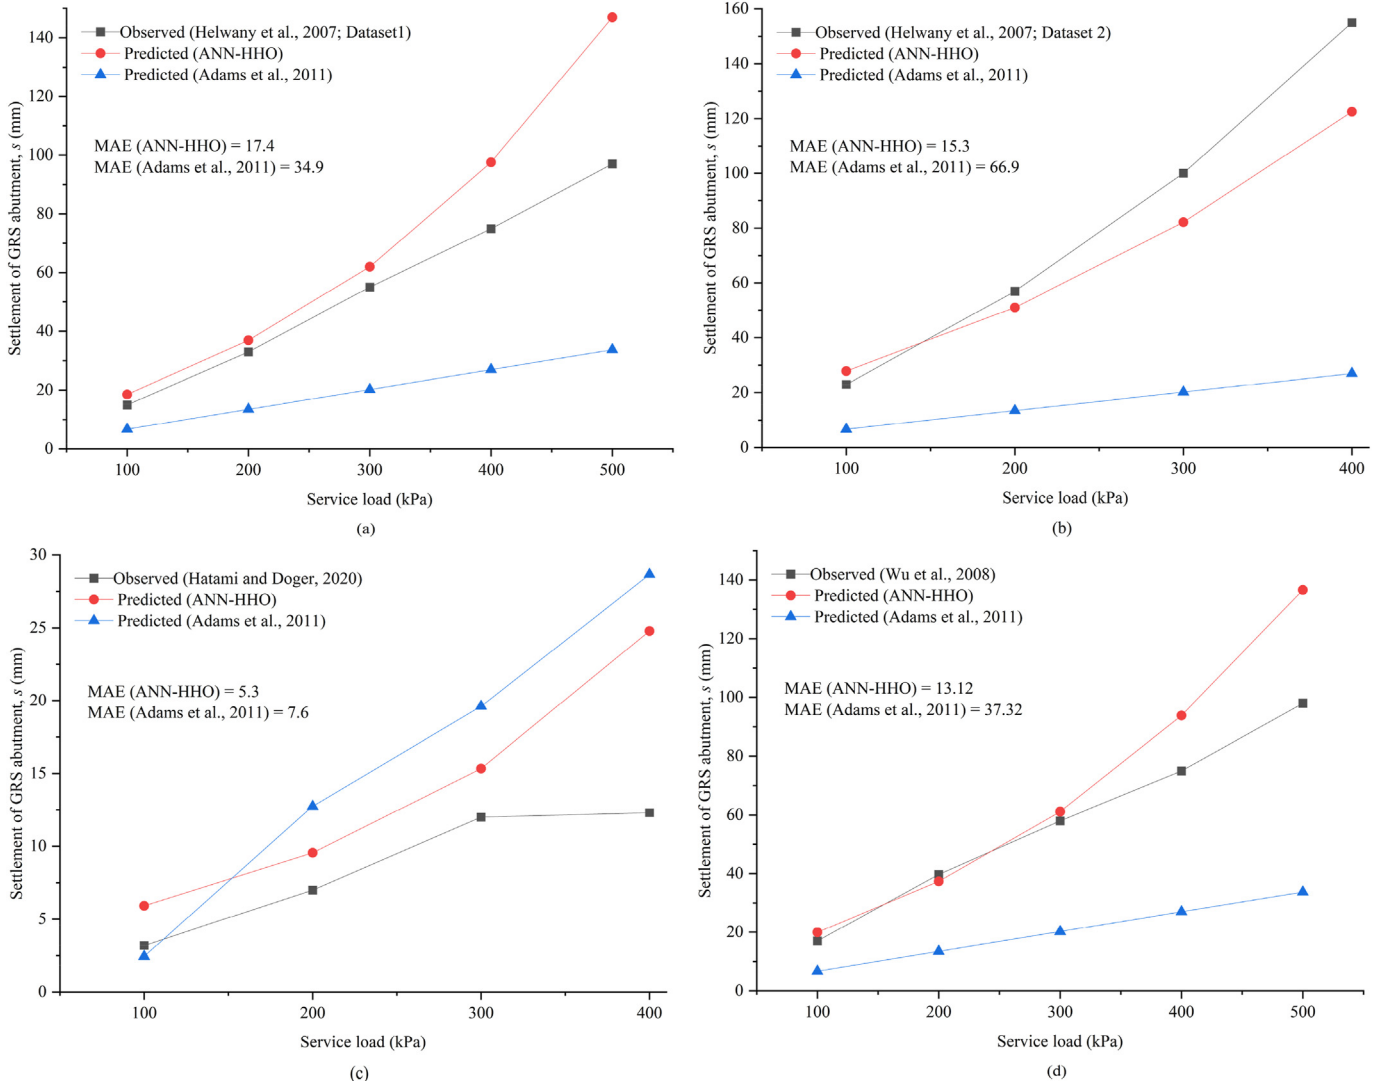 Observed (Helwany et al., 2007; Dataset1)
Predicted (ANN-HHO)
Predicted (Adams et al., 2011)
MAE (ANN-HHO) = 17.4
MAE (Adams et al., 2011) = 34.9
Settlement of GRS abutment, s (mm)
140
120
100
80
60
40
20
0
100 200 300 400 500
Service load (kPa)
(a)
Observed (Helwany et al., 2007; Dataset 2)
Predicted (ANN-HHO)
Predicted (Adams et al., 2011)
MAE (ANN-HHO) = 15.3
MAE (Adams et al., 2011) = 66.9
Settlement of GRS abutment, s (mm)
160
140
120
100
80
60
40
20
0
100 200 300 400
Service load (kPa)
(b)
Observed (Hatami and Doger, 2020)
Predicted (ANN-HHO)
Predicted (Adams et al., 2011)
MAE (ANN-HHO) = 5.3
MAE (Adams et al., 2011) = 7.6
Settlement of GRS abutment, s (mm)
30
25
20
15
10
5
0
100 200 300 400
Service load (kPa)
(c)
Observed (Wu et al., 2008)
Predicted (ANN-HHO)
Predicted (Adams et al., 2011)
MAE (ANN-HHO) = 13.12
MAE (Adams et al., 2011) = 37.32
Settlement of GRS abutment, s (mm)
140
120
100
80
60
40
20
0
100 200 300 400 500
Service load (kPa)
(d)